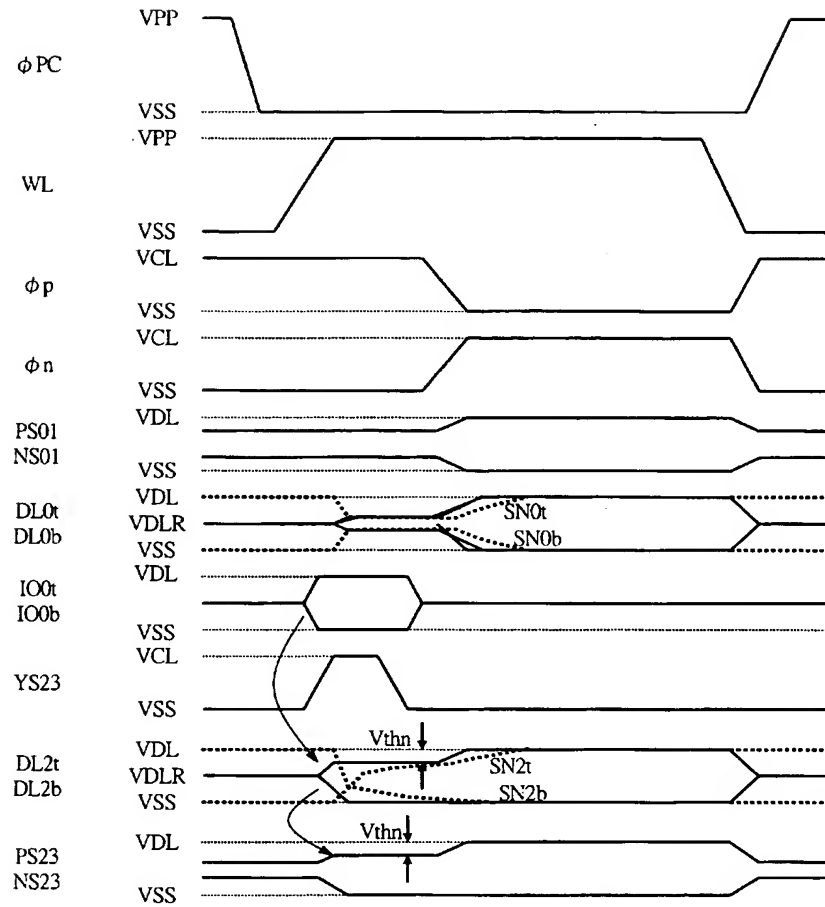 VPP
φPC
VSS
VPP
WL
VSS
VCL
φp
VSS
VCL
φn
VSS
VDL
PS01
NS01
VSS
VDL
DL0t
VDLR
SN0t
DL0b
SN0b
VSS
VDL
IO0t
IO0b
VSS
VCL
YS23
VSS
VDL
Vthn
DL2t
SN2t
VDLR
DL2b
SN2b
VSS
VDL
Vthn
PS23
NS23
VSS